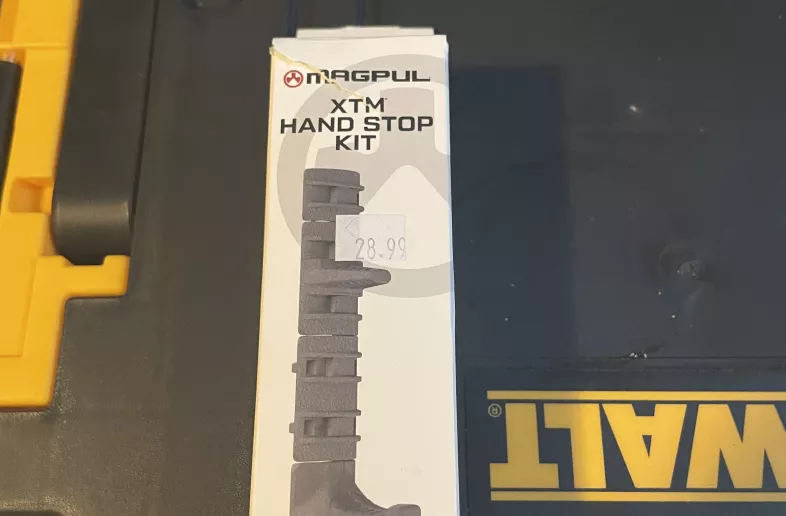 MAGPUL
XTM
HAND STOP
KIT
28.99
WALT®